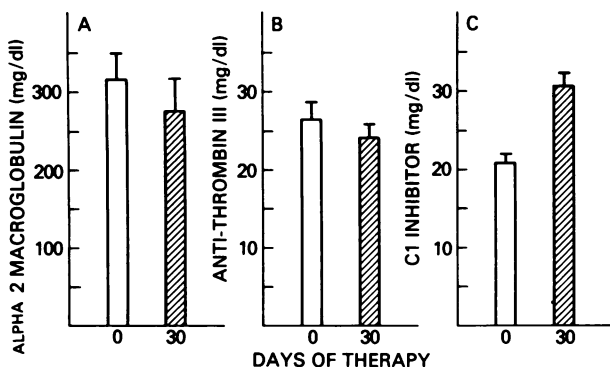 A
ALPHA 2 MACROGLOBULIN (mg/dl)
300
200
100
0
30
B
ANTI-THROMBIN III (mg/dl)
30
20
10
0
30
C
C1 INHIBITOR (mg/dl)
30
20
10
0
30
DAYS OF THERAPY